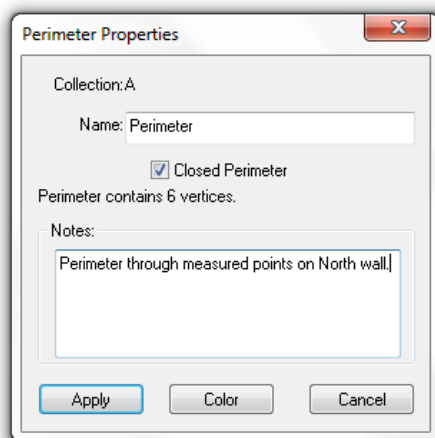 Perimeter Properties
Collection:A
Name: Perimeter
Closed Perimeter
Perimeter contains 6 vertices.
Notes:
Perimeter through measured points on North wall.
Apply Color Cancel